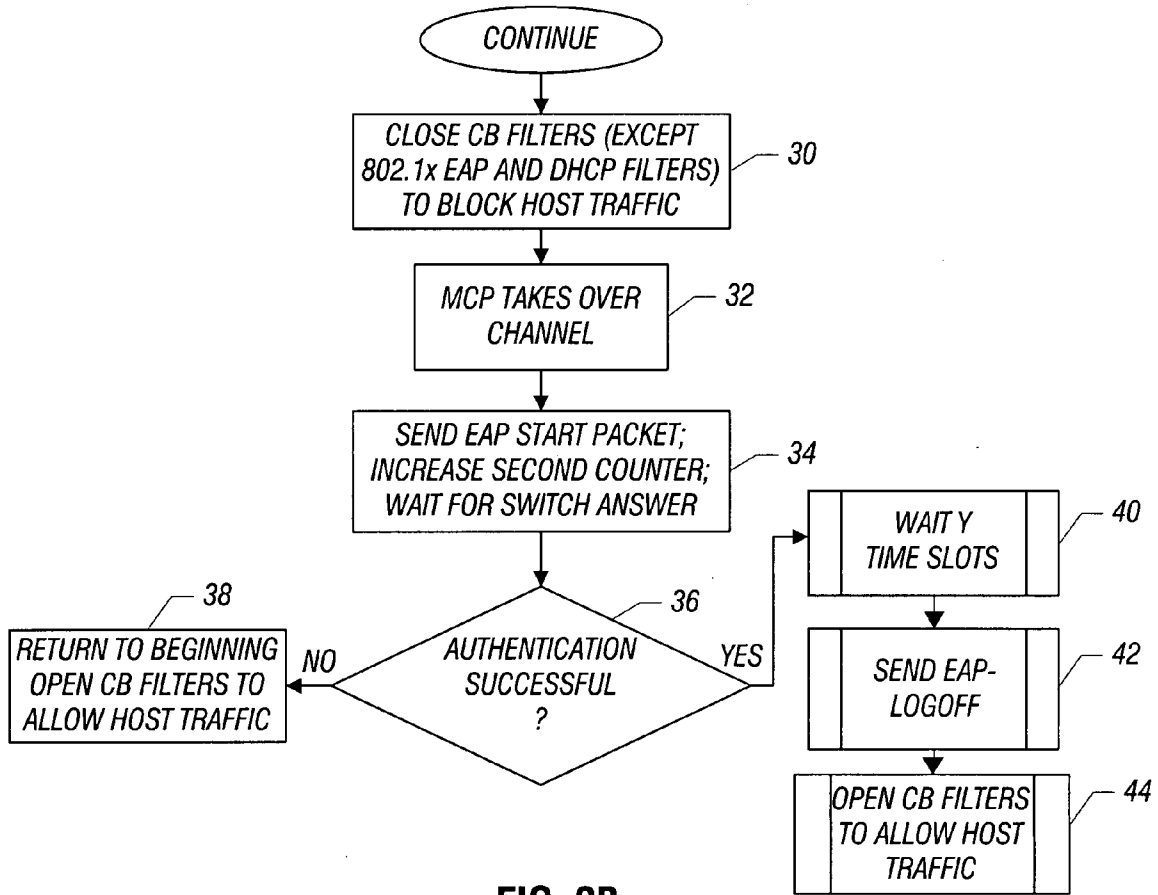 CONTINUE
CLOSE CB FILTERS (EXCEPT
802.1x EAP AND DHCP FILTERS)
TO BLOCK HOST TRAFFIC
30
MCP TAKES OVER
CHANNEL
32
SEND EAP START PACKET;
INCREASE SECOND COUNTER;
WAIT FOR SWITCH ANSWER
34
AUTHENTICATION
SUCCESSFUL
?
36
NO
YES
38
RETURN TO BEGINNING
OPEN CB FILTERS TO
ALLOW HOST TRAFFIC
WAIT Y
TIME SLOTS
40
SEND EAP-
LOGOFF
42
OPEN CB FILTERS
TO ALLOW HOST
TRAFFIC
44